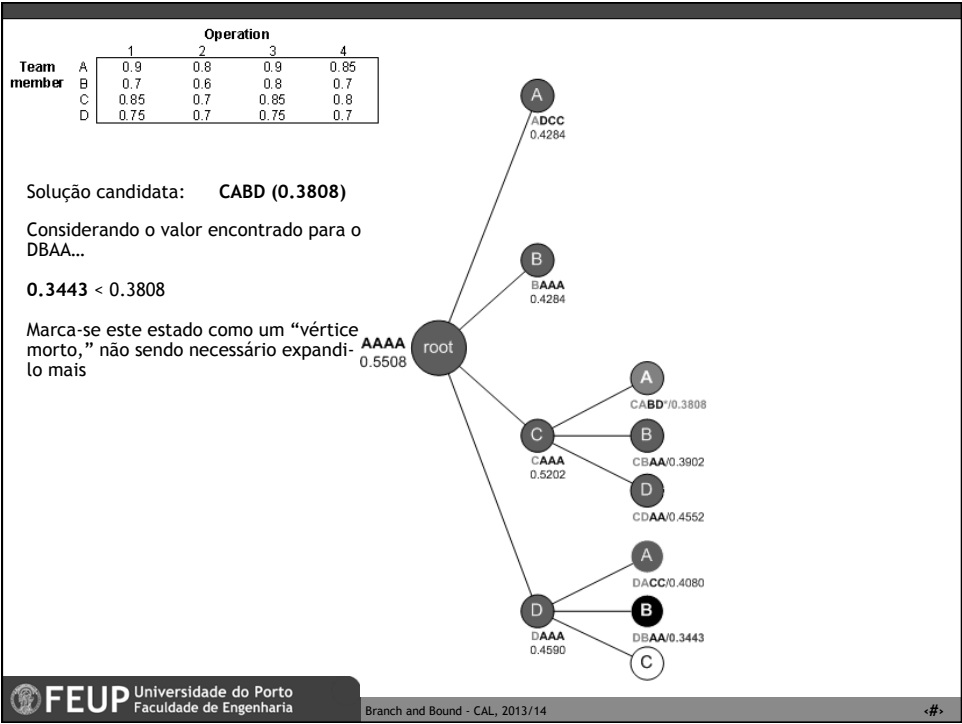 Operation
1 2 3 4
Team member
A 0.9 0.8 0.9 0.85
B 0.7 0.6 0.8 0.7
C 0.85 0.7 0.85 0.8
D 0.75 0.7 0.75 0.7
Solução candidata: CABD (0.3808)
Considerando o valor encontrado para o
DBAA...
0.3443 < 0.3808
Marca-se este estado como um “vértice
morto,” não sendo necessário expandi-
lo mais
AAAA
0.5508
root
A
ADCC
0.4284
B
BAAA
0.4284
C
CAAA
0.5202
A
CABD*/0.3808
B
CBAA/0.3902
D
CDAA/0.4552
D
DAAA
0.4590
A
DACC/0.4080
B
DBAA/0.3443
C
FEUP Universidade do Porto
Faculdade de Engenharia
Branch and Bound - CAL, 2013/14
‹#›